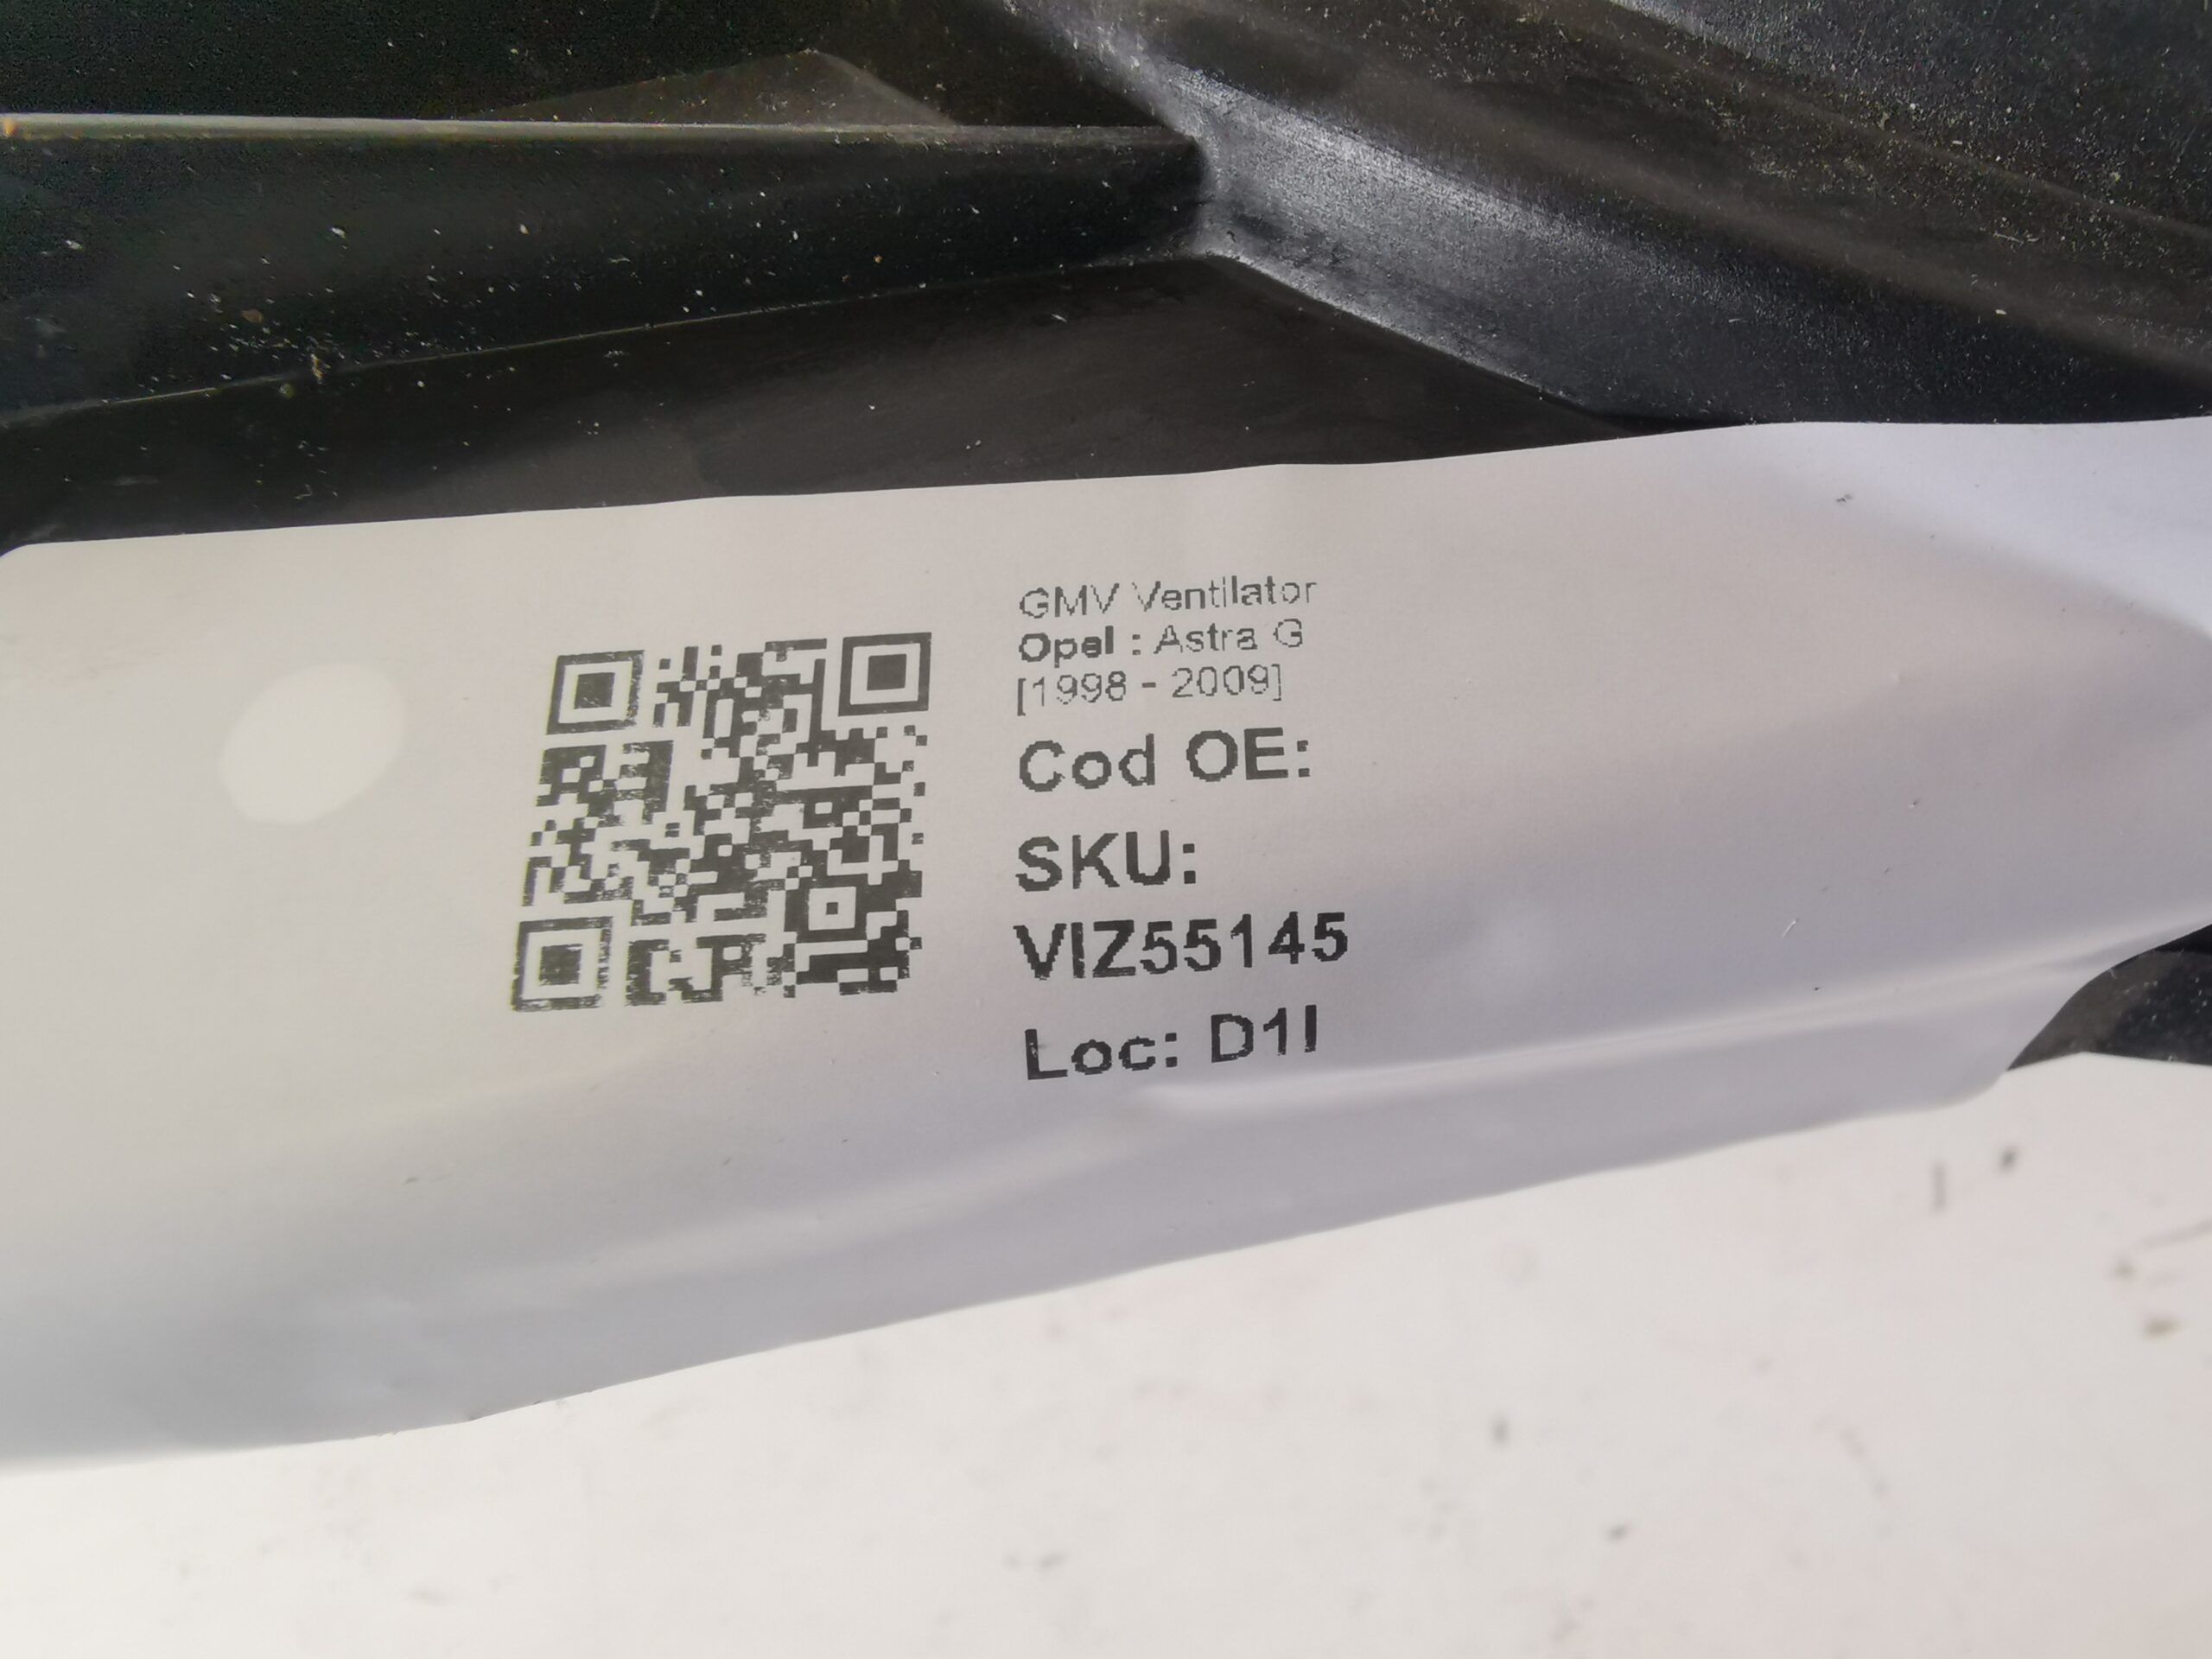 GMV Ventilator
Opel : Astra G
[1998 - 2009]
Cod OE:
SKU:
VIZ55145
Loc: D1I